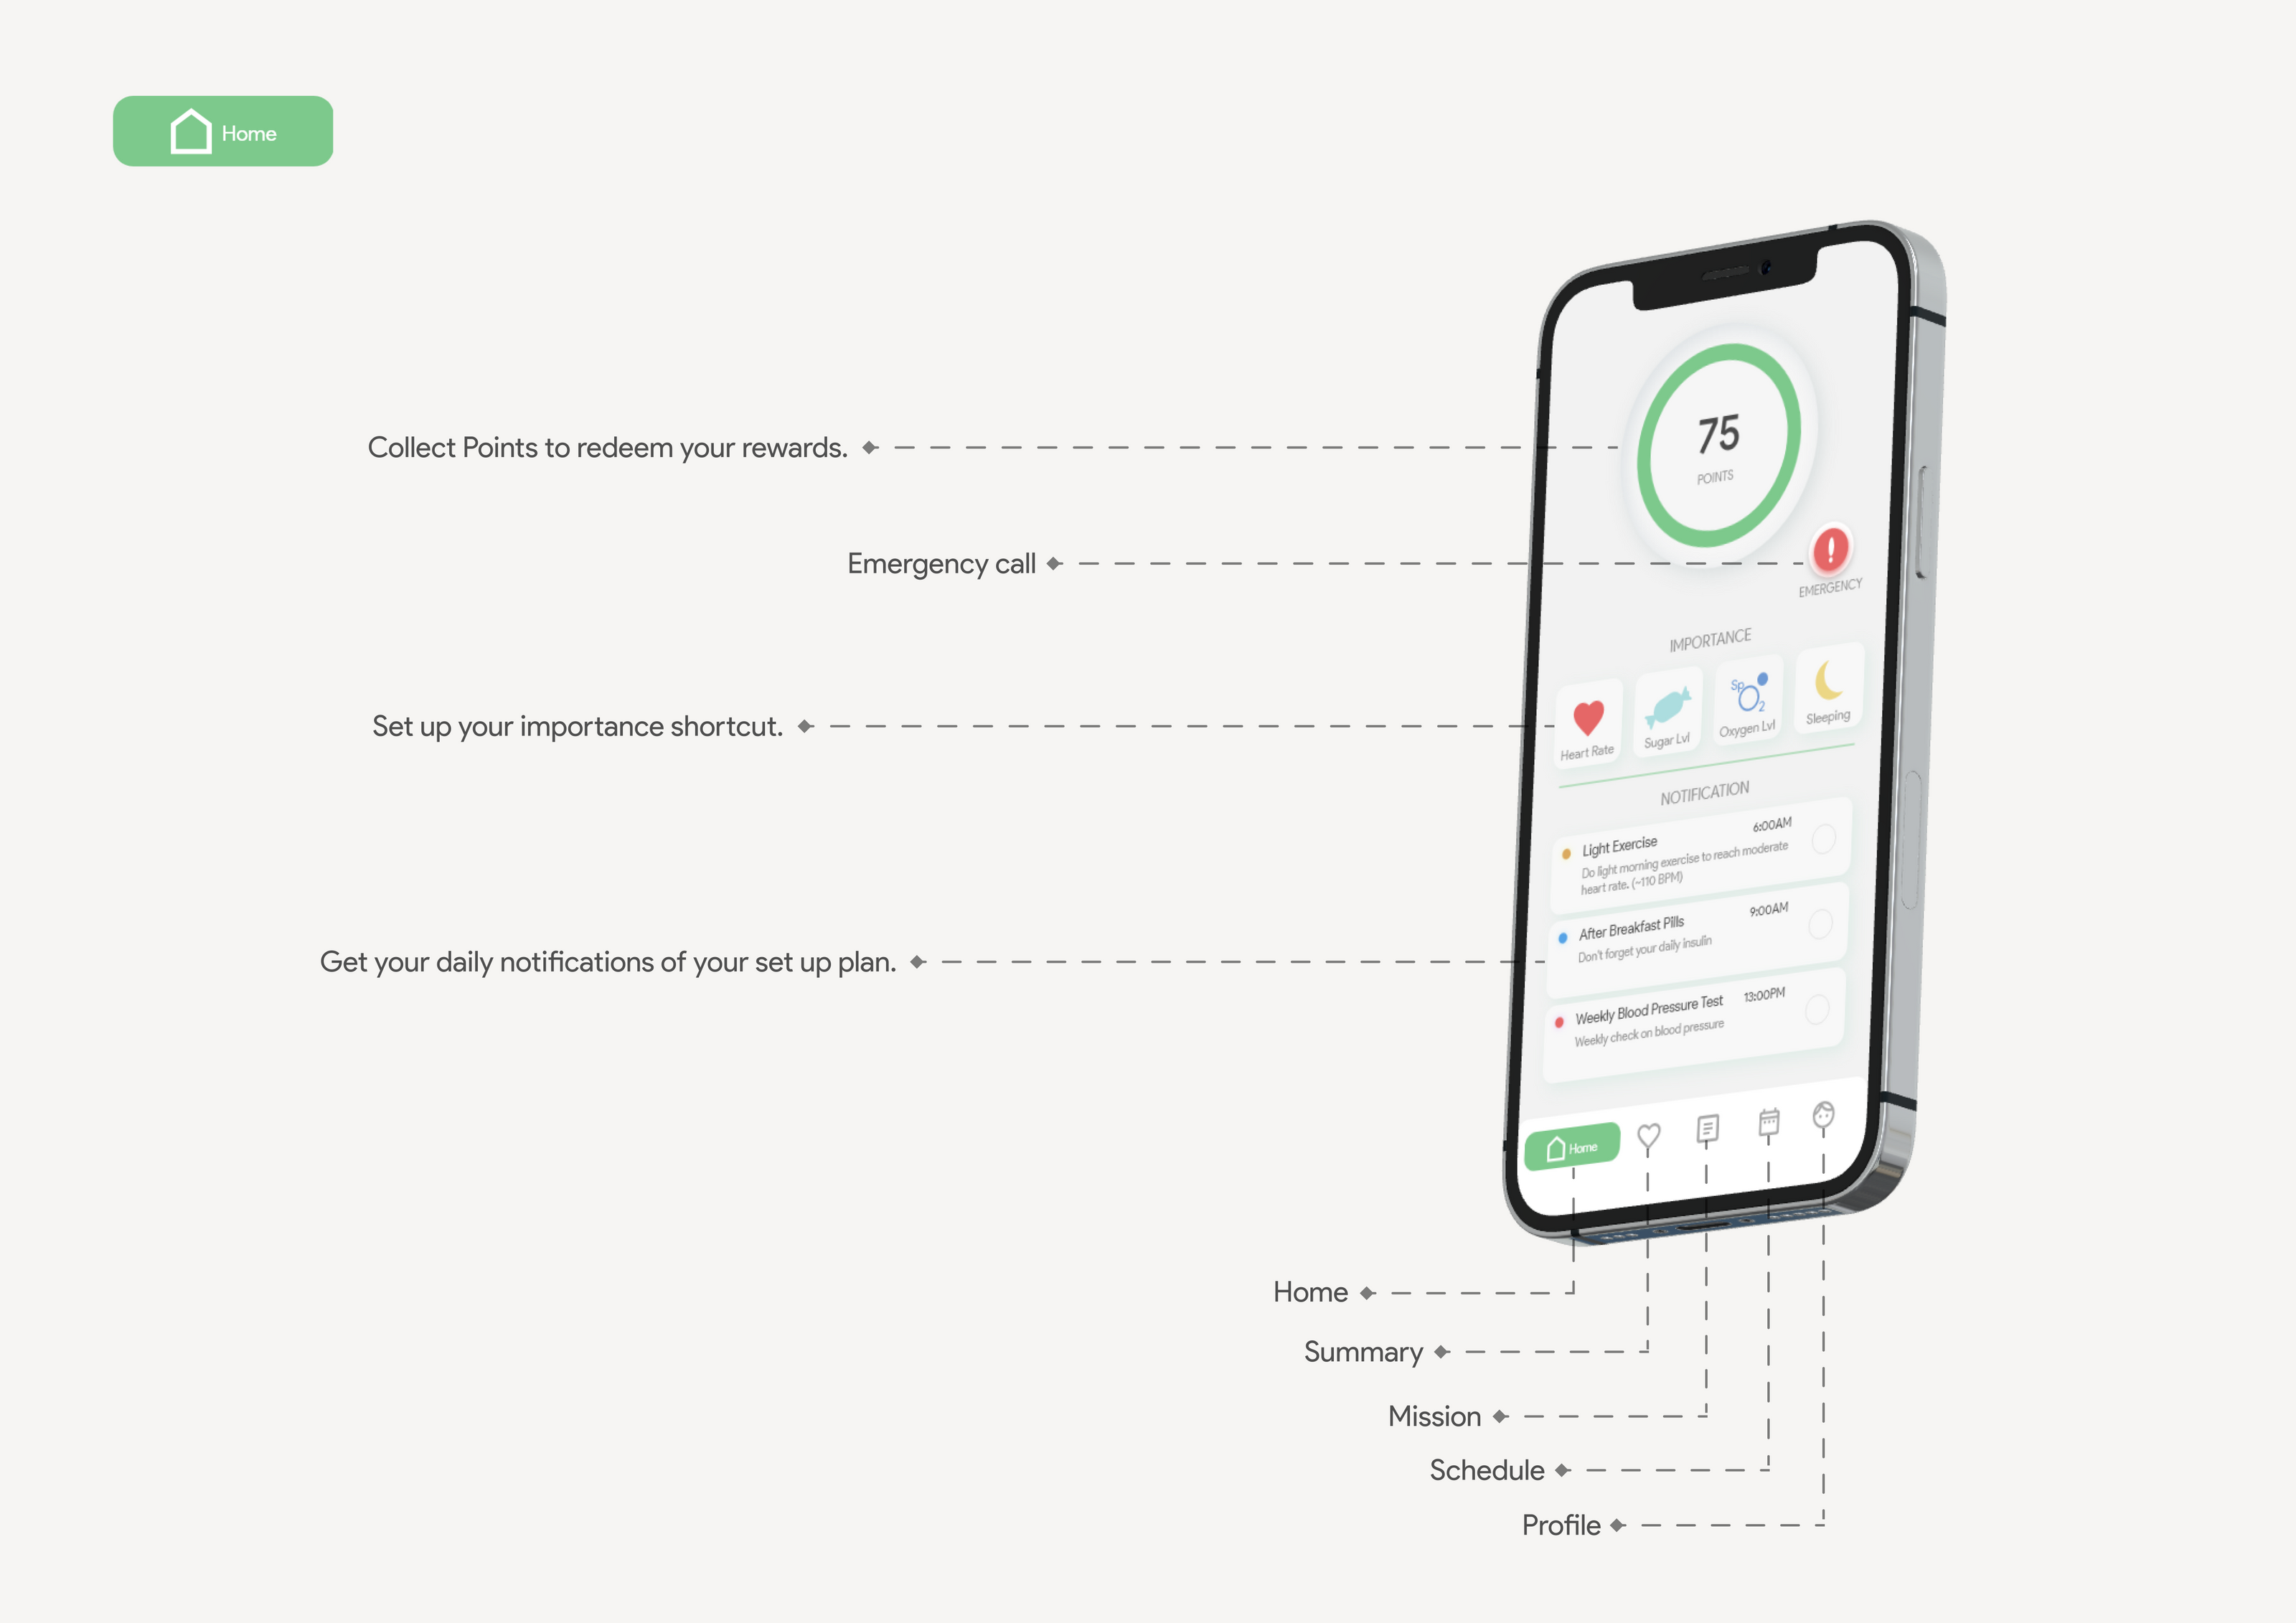 Home
Collect Points to redeem your rewards.
75
POINTS
Emergency call
EMERGENCY
IMPORTANCE
Set up your importance shortcut.
Heart Rate
Sugar Lvl
SpO2
Oxygen Lvl
Sleeping
NOTIFICATION
Light Exercise 6:00AM
Do light morning exercise to reach moderate
heart rate. (~110 BPM)
Get your daily notifications of your set up plan.
After Breakfast Pills 9:00AM
Don't forget your daily insulin
Weekly Blood Pressure Test 13:00PM
Weekly check on blood pressure
Home
Home
Summary
Mission
Schedule
Profile